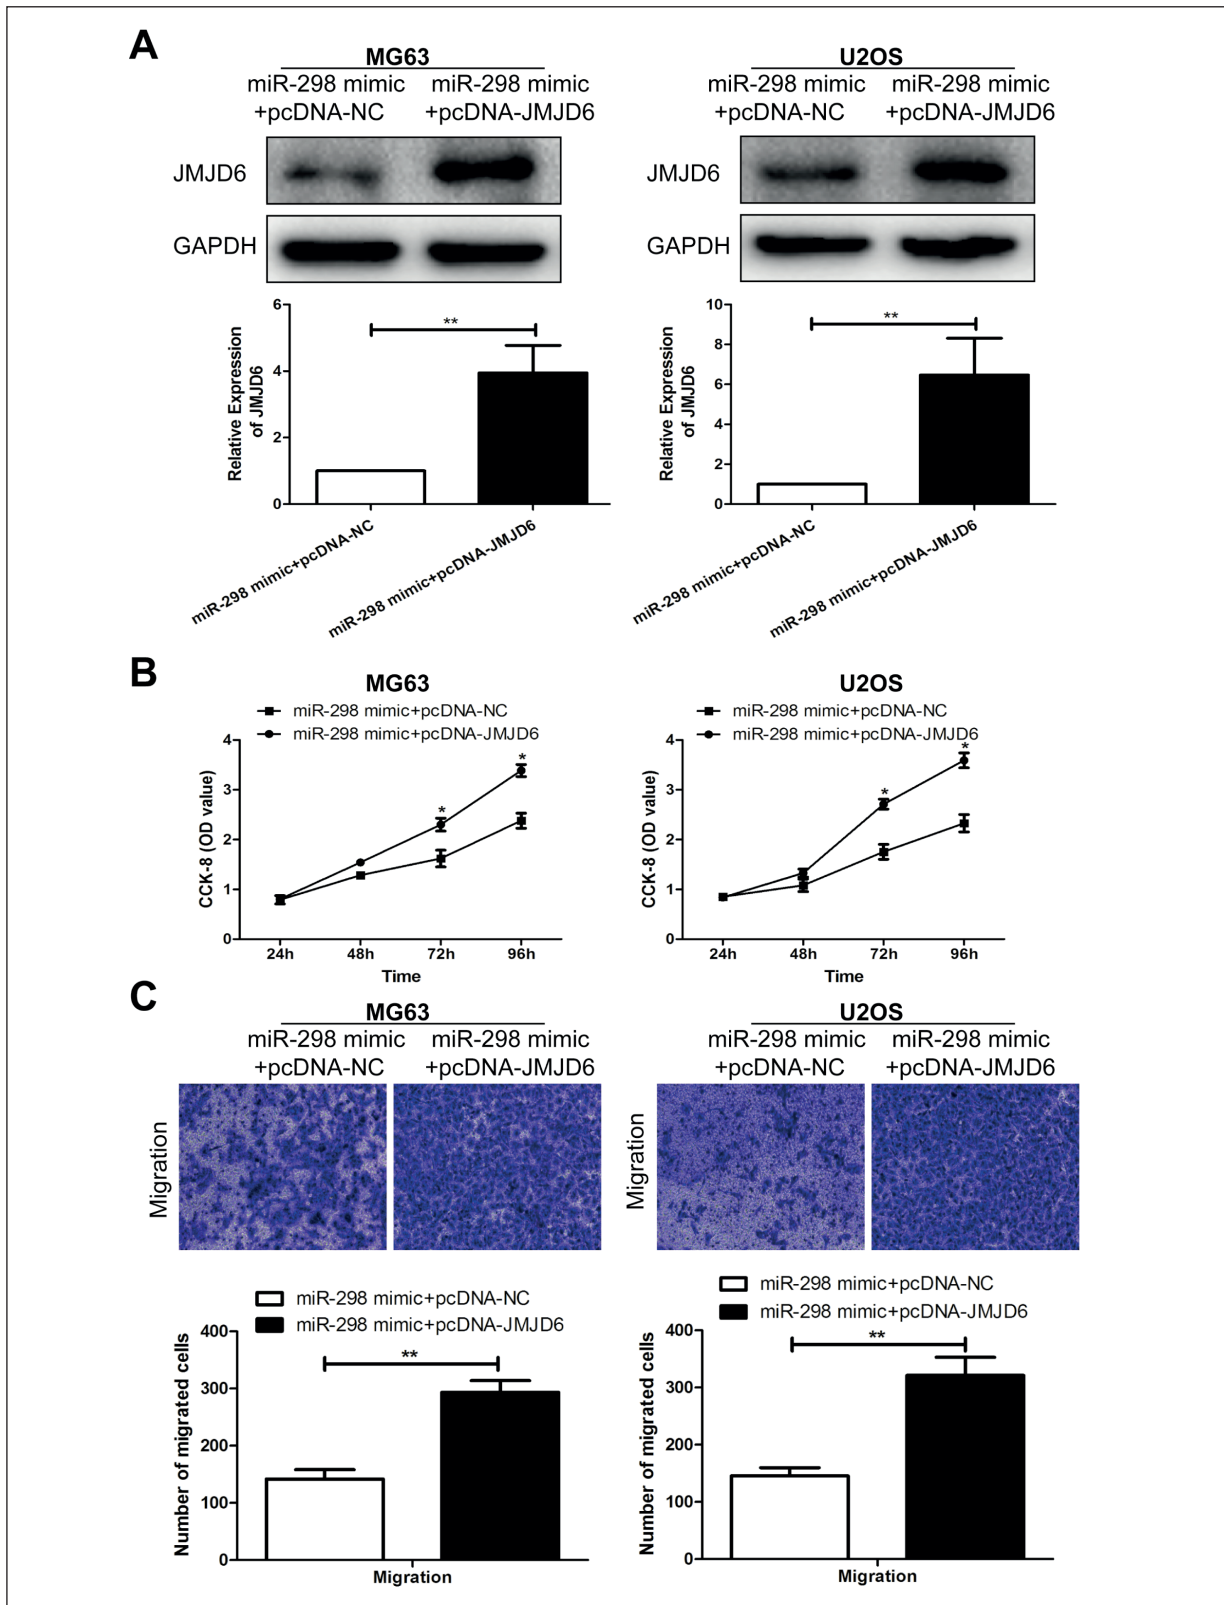 A
MG63
miR-298 mimic +pcDNA-NC
miR-298 mimic +pcDNA-JMJD6
JMJD6
GAPDH
6
4
2
0
Relative Expression of JMJD6
**
miR-298 mimic+pcDNA-NC
miR-298 mimic+pcDNA-JMJD6
U2OS
miR-298 mimic +pcDNA-NC
miR-298 mimic +pcDNA-JMJD6
JMJD6
GAPDH
10
8
6
4
2
0
Relative Expression of JMJD6
**
miR-298 mimic+pcDNA-NC
miR-298 mimic+pcDNA-JMJD6
B
MG63
miR-298 mimic+pcDNA-NC
miR-298 mimic+pcDNA-JMJD6
4
3
2
1
0
CCK-8 (OD value)
*
*
24h 48h 72h 96h
Time
U2OS
miR-298 mimic+pcDNA-NC
miR-298 mimic+pcDNA-JMJD6
4
3
2
1
0
CCK-8 (OD value)
*
*
24h 48h 72h 96h
Time
C
MG63
miR-298 mimic +pcDNA-NC
miR-298 mimic +pcDNA-JMJD6
Migration
miR-298 mimic+pcDNA-NC
miR-298 mimic+pcDNA-JMJD6
400
300
200
100
0
Number of migrated cells
**
Migration
U2OS
miR-298 mimic +pcDNA-NC
miR-298 mimic +pcDNA-JMJD6
Migration
miR-298 mimic+pcDNA-NC
miR-298 mimic+pcDNA-JMJD6
400
300
200
100
0
Number of migrated cells
**
Migration